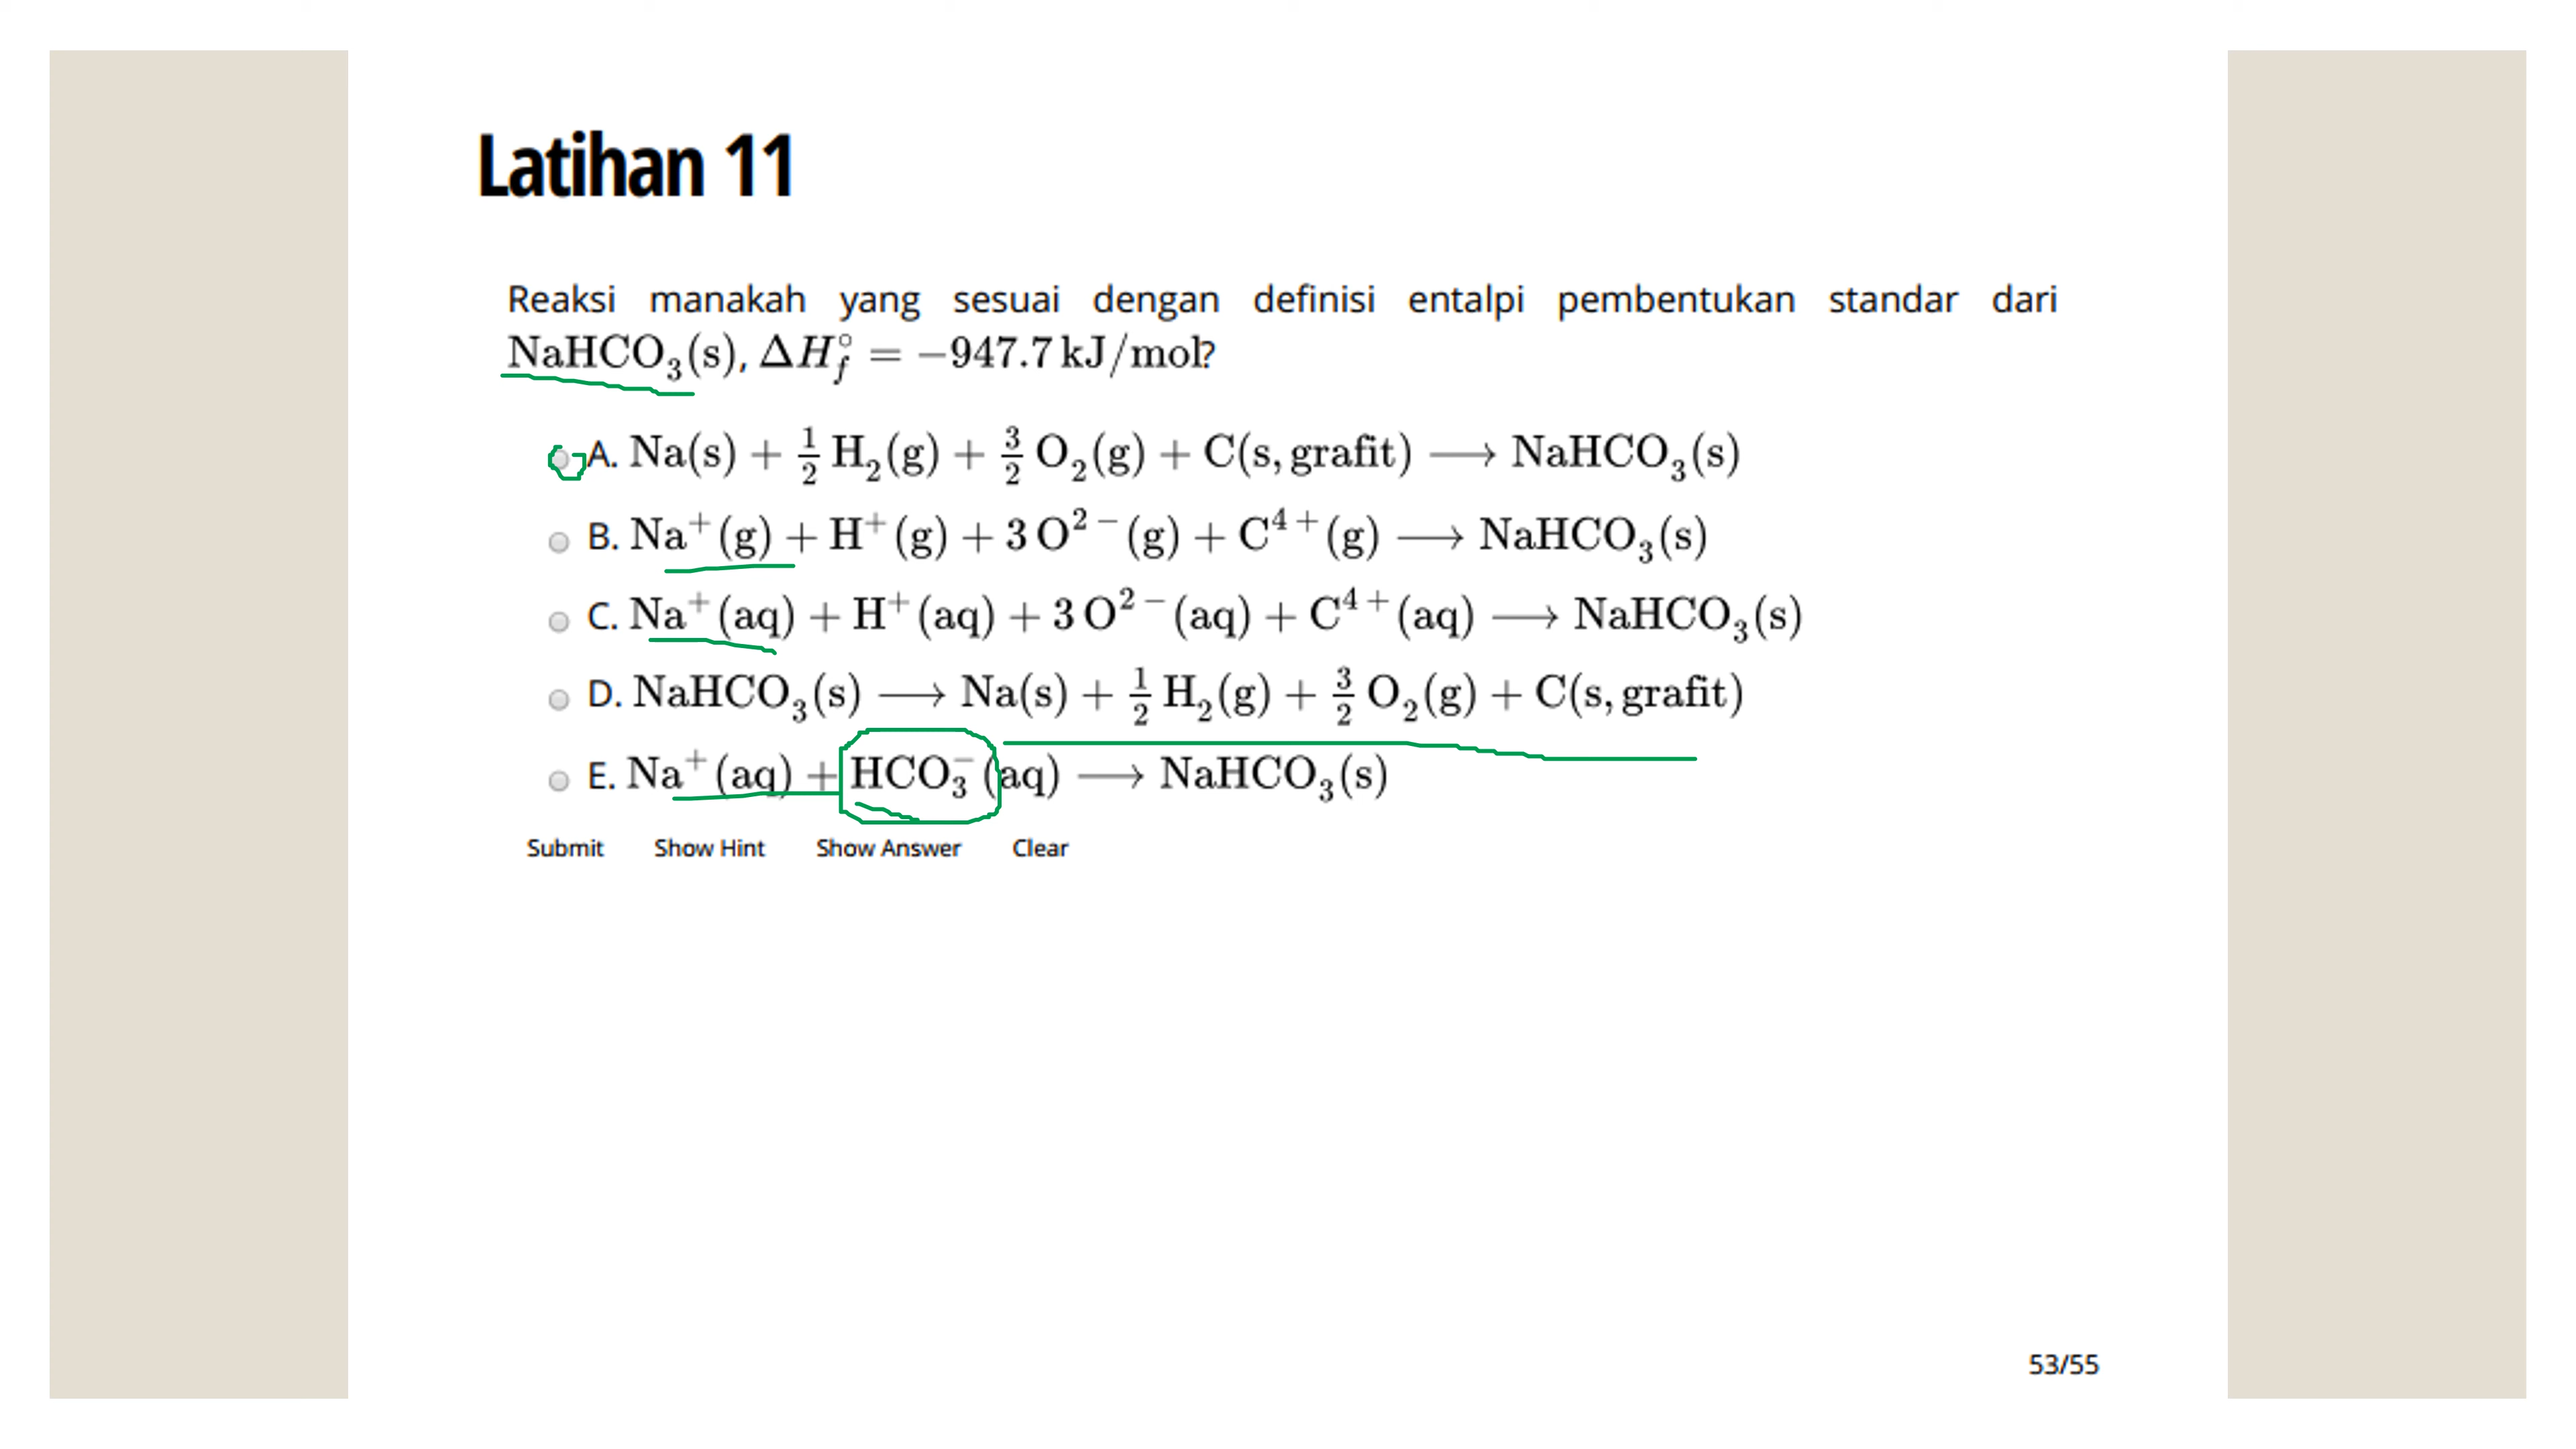 Latihan 11
Reaksi manakah yang sesuai dengan definisi entalpi pembentukan standar dari
NaHCO₃(s), ΔH°f = −947.7 kJ/mol?
A. Na(s) + 1/2 H₂(g) + 3/2 O₂(g) + C(s, grafit) ⟶ NaHCO₃(s)
B. Na⁺(g) + H⁺(g) + 3 O²⁻(g) + C⁴⁺(g) ⟶ NaHCO₃(s)
C. Na⁺(aq) + H⁺(aq) + 3 O²⁻(aq) + C⁴⁺(aq) ⟶ NaHCO₃(s)
D. NaHCO₃(s) ⟶ Na(s) + 1/2 H₂(g) + 3/2 O₂(g) + C(s, grafit)
E. Na⁺(aq) + HCO₃⁻(aq) ⟶ NaHCO₃(s)
Submit Show Hint Show Answer Clear
53/55